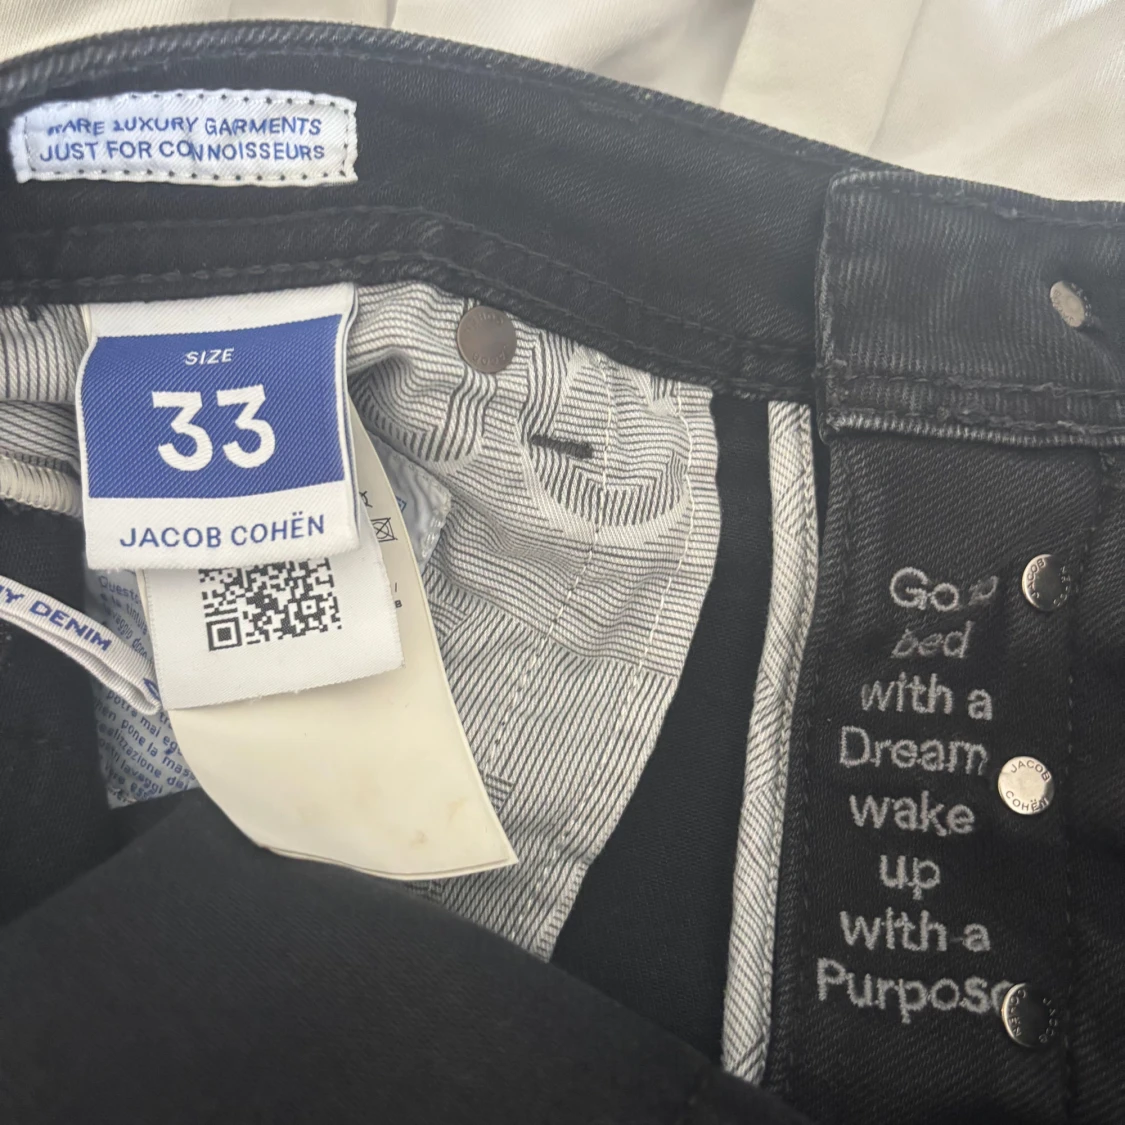 RARE LUXURY GARMENTS
JUST FOR CONNOISSEURS
SIZE
33
JACOB COHËN
DENIM
Go to
bed
with a
Dream
wake
up
with a
Purpose
JACOB
COHËN